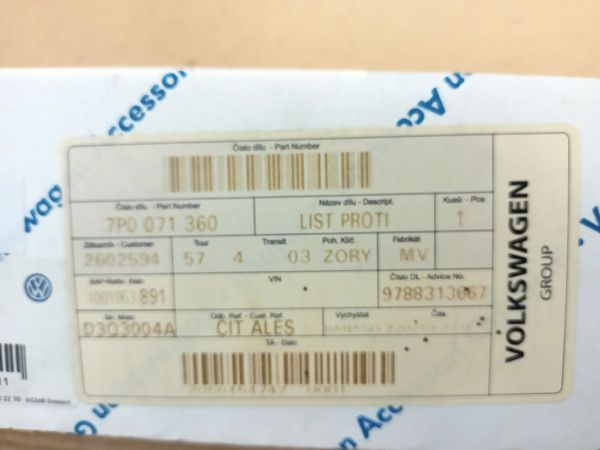 Accessor
Číslo dílu - Part Number
Číslo dílu - Part Number
Název dílu - Descript.
Kusů - Pcs
7P0 071 360
LIST PROTI
1
Zákazník - Customer
Tour
Transit
Poh. Klíč
Fabrikát
2602594
57
4
03 ZORY
MV
VIN
Číslo DL - Advice No.
1001063891
9788313667
Odb. Ref. - Cust. Ref.
Vychystal
Čas
D303004A
CIT ALES
TA - číslo
VOLKSWAGEN
GROUP